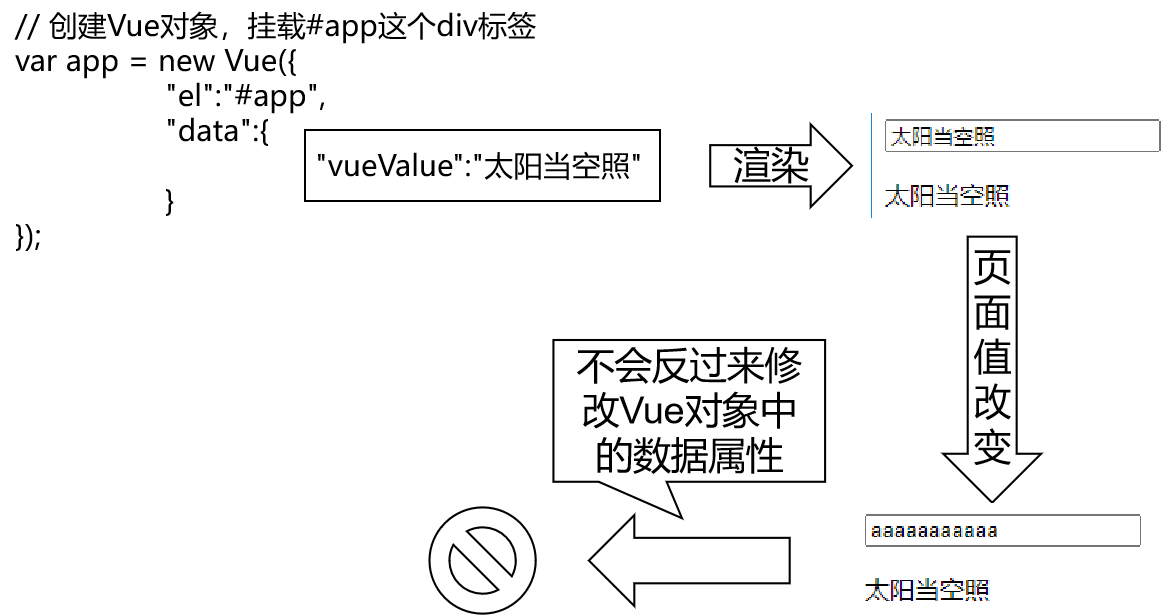 // 创建Vue对象，挂载#app这个div标签
var app = new Vue({
"el":"#app",
"data":{
"vueValue":"太阳当空照"
}
});
渲染
太阳当空照
太阳当空照
页
面
值
改
变
不会反过来修
改Vue对象中
的数据属性
aaaaaaaaaaa
太阳当空照